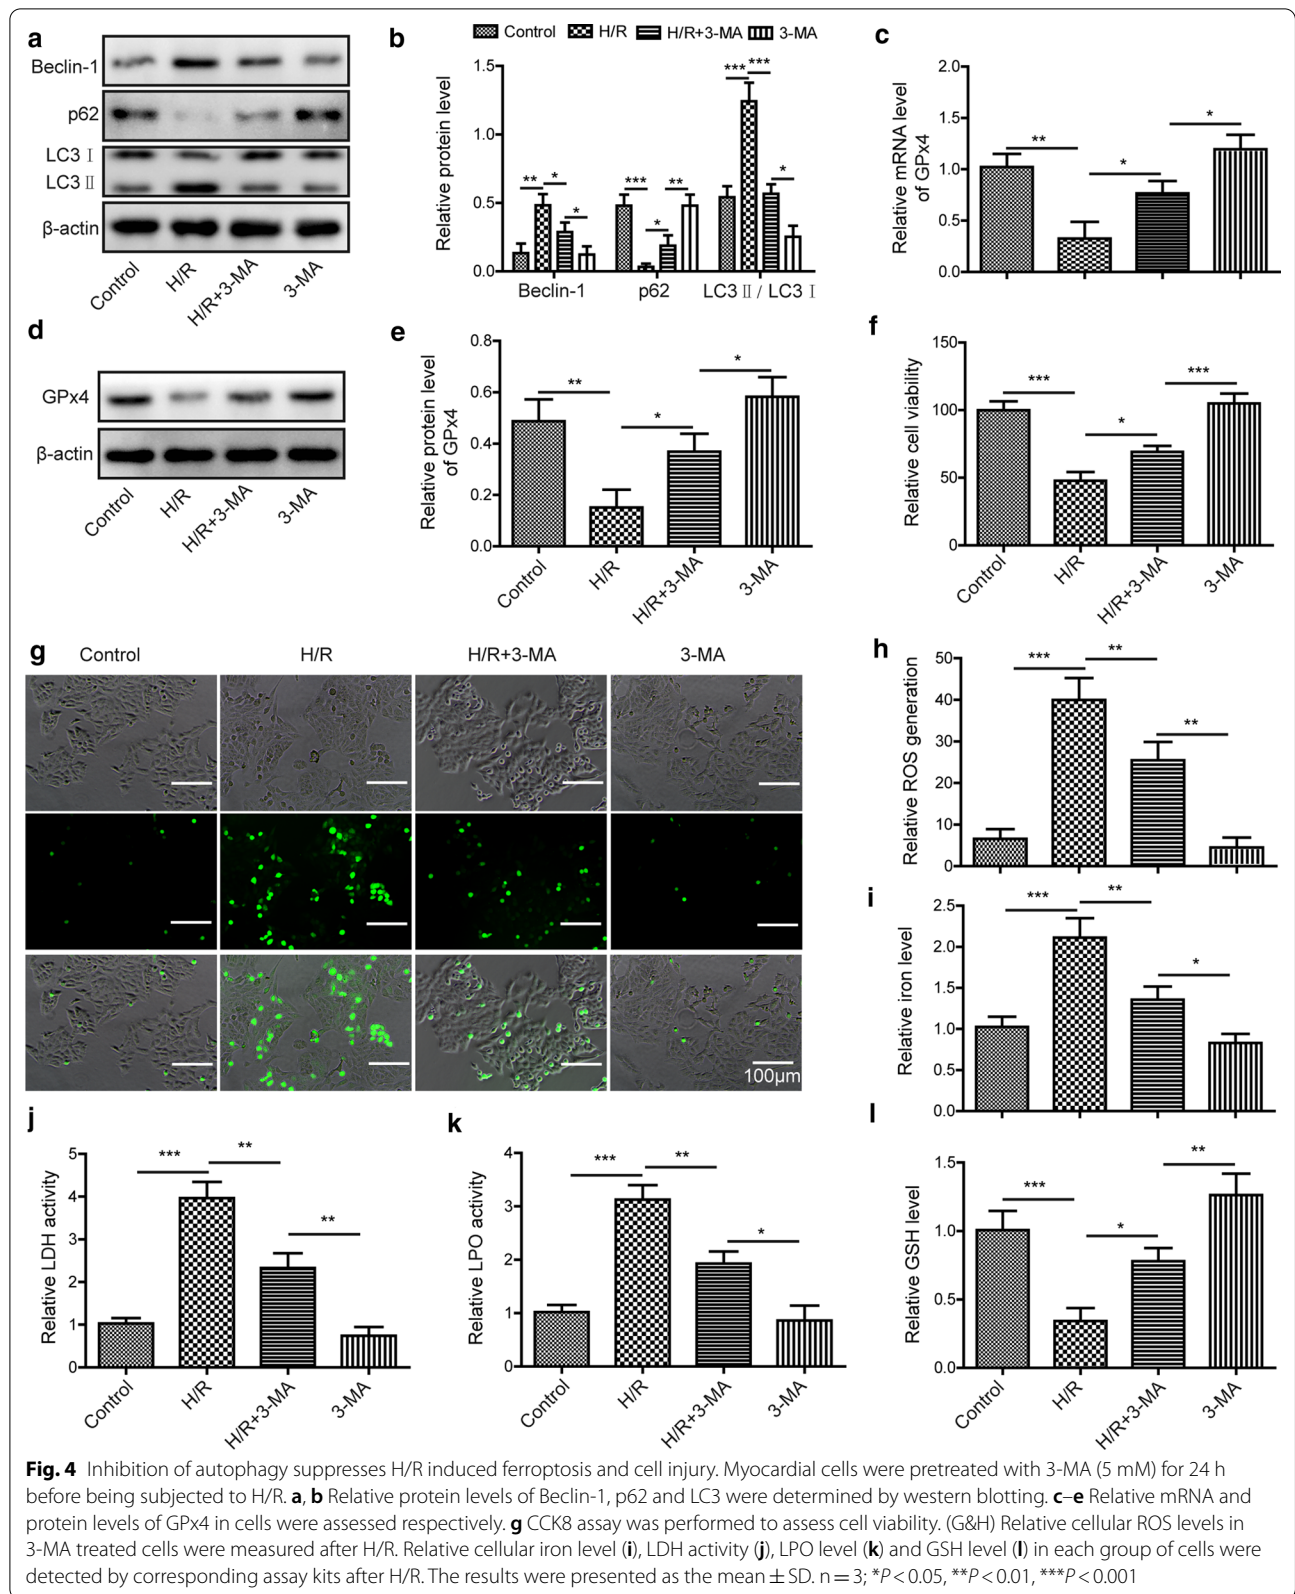 a
Beclin-1
p62
LC3 Ⅰ
LC3 Ⅱ
β-actin
Control
H/R
H/R+3-MA
3-MA
b
Control H/R H/R+3-MA 3-MA
Relative protein level
1.5
1.0
0.5
0.0
** * *
*** * **
*** *** *
Beclin-1 p62 LC3 Ⅱ / LC3 Ⅰ
c
Relative mRNA level
of GPx4
2.0
1.5
1.0
0.5
0.0
** * *
d
GPx4
β-actin
Control
H/R
H/R+3-MA
3-MA
e
Relative protein level
of GPx4
0.8
0.6
0.4
0.2
0.0
** * *
Control
H/R
H/R+3-MA
3-MA
f
Relative cell viability
150
100
50
0
*** * ***
Control
H/R
H/R+3-MA
3-MA
g
Control H/R H/R+3-MA 3-MA
100μm
h
Relative ROS generation
50
40
30
20
10
0
*** ** **
i
Relative iron level
2.5
2.0
1.5
1.0
0.5
0.0
*** ** *
j
Relative LDH activity
5
4
3
2
1
0
*** ** **
Control
H/R
H/R+3-MA
3-MA
k
Relative LPO activity
4
3
2
1
0
*** ** *
Control
H/R
H/R+3-MA
3-MA
l
Relative GSH level
1.5
1.0
0.5
0.0
*** * **
Control
H/R
H/R+3-MA
3-MA
Fig. 4 Inhibition of autophagy suppresses H/R induced ferroptosis and cell injury. Myocardial cells were pretreated with 3-MA (5 mM) for 24 h
before being subjected to H/R. a, b Relative protein levels of Beclin-1, p62 and LC3 were determined by western blotting. c–e Relative mRNA and
protein levels of GPx4 in cells were assessed respectively. g CCK8 assay was performed to assess cell viability. (G&H) Relative cellular ROS levels in
3-MA treated cells were measured after H/R. Relative cellular iron level (i), LDH activity (j), LPO level (k) and GSH level (l) in each group of cells were
detected by corresponding assay kits after H/R. The results were presented as the mean ± SD. n = 3; *P < 0.05, **P < 0.01, ***P < 0.001